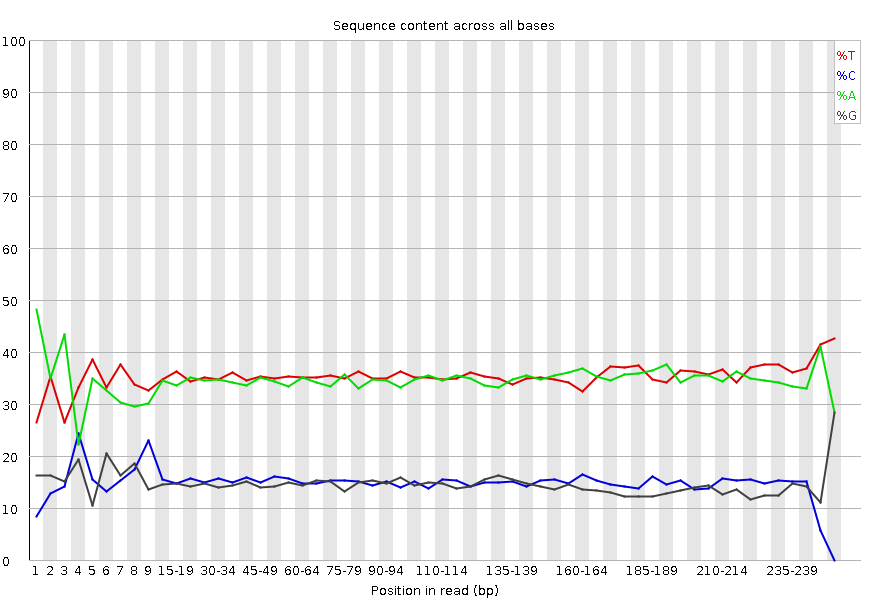 Sequence content across all bases
100
90
80
70
60
50
40
30
20
10
0
%T
%C
%A
%G
1 2 3 4 5 6 7 8 9 15-19 30-34 45-49 60-64 75-79 90-94 110-114 135-139 160-164 185-189 210-214 235-239
Position in read (bp)